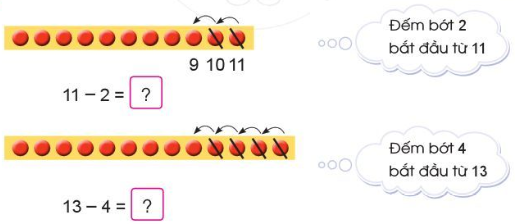 Đếm bớt 2
bắt đầu từ 11
9 10 11
11 – 2 = ?
Đếm bớt 4
bắt đầu từ 13
13 – 4 = ?